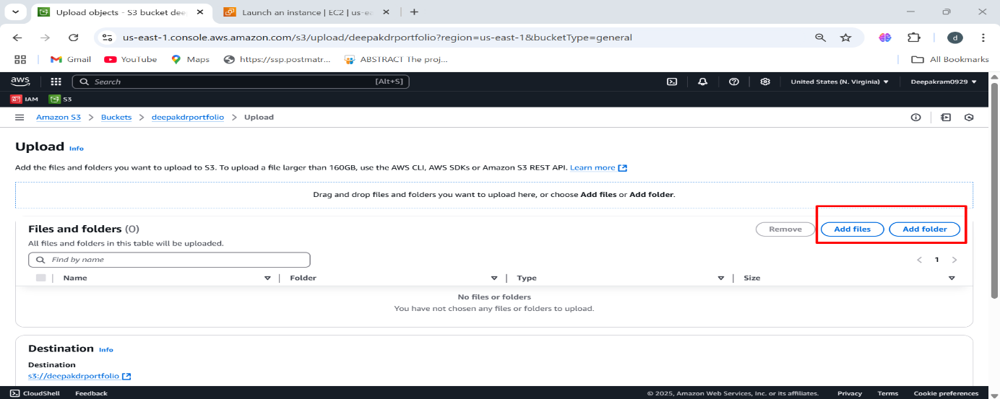 Upload objects - S3 bucket dee
Launch an instance | EC2 | us-ea
us-east-1.console.aws.amazon.com/s3/upload/deepakdrportfolio?region=us-east-1&bucketType=general
d
Gmail
YouTube
Maps
https://ssp.postmatr...
ABSTRACT The proj...
All Bookmarks
aws
Search
[Alt+S]
United States (N. Virginia)
Deepakram0929
IAM
S3
Amazon S3 > Buckets > deepakdrportfolio > Upload
Upload Info
Add the files and folders you want to upload to S3. To upload a file larger than 160GB, use the AWS CLI, AWS SDKs or Amazon S3 REST API. Learn more
Drag and drop files and folders you want to upload here, or choose Add files or Add folder.
Files and folders (0)
Remove
Add files
Add folder
All files and folders in this table will be uploaded.
Find by name
< 1 >
Name
Folder
Type
Size
No files or folders
You have not chosen any files or folders to upload.
Destination Info
Destination
s3://deepakdrportfolio
CloudShell
Feedback
© 2025, Amazon Web Services, Inc. or its affiliates.
Privacy
Terms
Cookie preferences